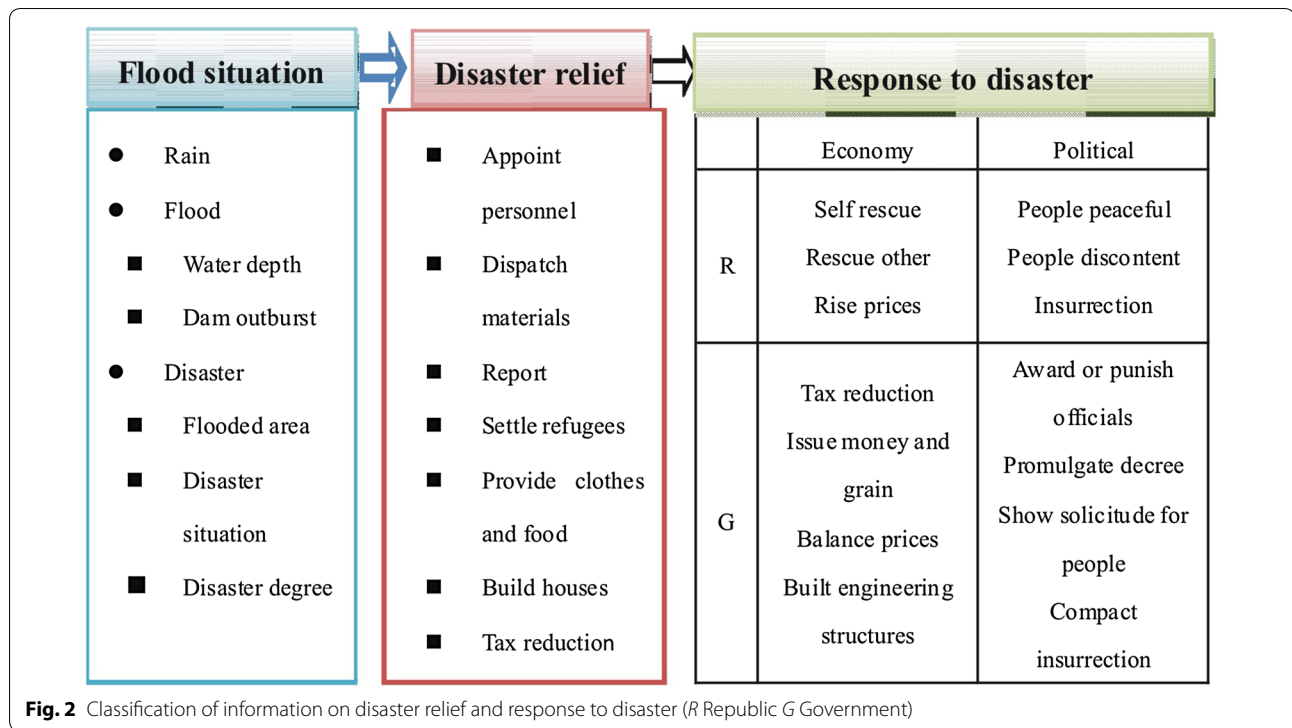 Flood situation
Rain
Flood
Water depth
Dam outburst
Disaster
Flooded area
Disaster
situation
Disaster degree
Disaster relief
Appoint
personnel
Dispatch
materials
Report
Settle refugees
Provide clothes
and food
Build houses
Tax reduction
Response to disaster
Economy
Political
R
Self rescue
Rescue other
Rise prices
People peaceful
People discontent
Insurrection
G
Tax reduction
Issue money and
grain
Balance prices
Built engineering
structures
Award or punish
officials
Promulgate decree
Show solicitude for
people
Compact
insurrection
Fig. 2 Classification of information on disaster relief and response to disaster (R Republic G Government)